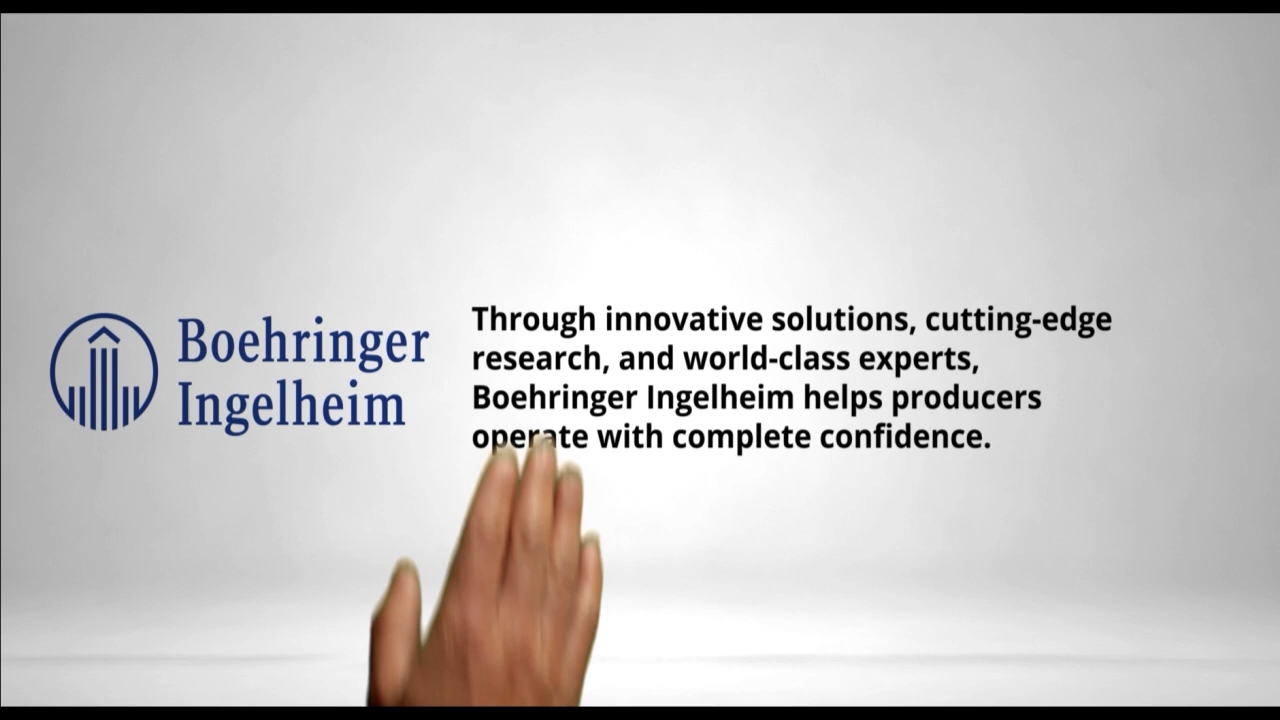 Boehringer
Ingelheim
Through innovative solutions, cutting-edge
research, and world-class experts,
Boehringer Ingelheim helps producers
operate with complete confidence.